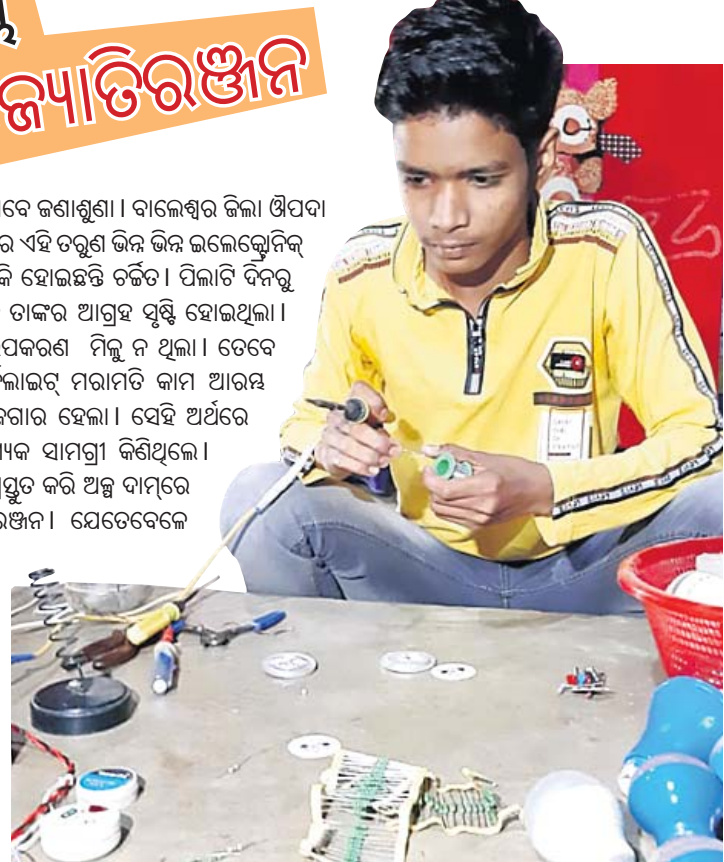 ଜ୍ୟୋତିରଞ୍ଜନ
ବେ ଜଣାଶୁଣା । ବାଲେଶ୍ୱର ଜିଲା ଔପଦା
ର ଏହି ତରୁଣ ଭିନ୍ନ ଭିନ୍ନ ଇଲେକ୍ଟ୍ରୋନିକ୍
କି ହୋଇଛନ୍ତି ଚର୍ଚ୍ଚିତ । ପିଲାଟି ଦିନରୁ
ତାଙ୍କର ଆଗ୍ରହ ସୃଷ୍ଟି ହୋଇଥିଲା ।
ପକରଣ ମିଳୁ ନ ଥିଲା । ତେବେ
ଲାଇଟ୍ ମରାମତି କାମ ଆରମ୍ଭ
ଜଗାର ହେଲା । ସେହି ଅର୍ଥରେ
ୟକ ସାମଗ୍ରୀ କିଣିଥିଲେ ।
ସ୍ତୁତ କରି ଅଳ୍ପ ଦାମ୍‌ରେ
ରଞ୍ଜନ । ଯେତେବେଳେ